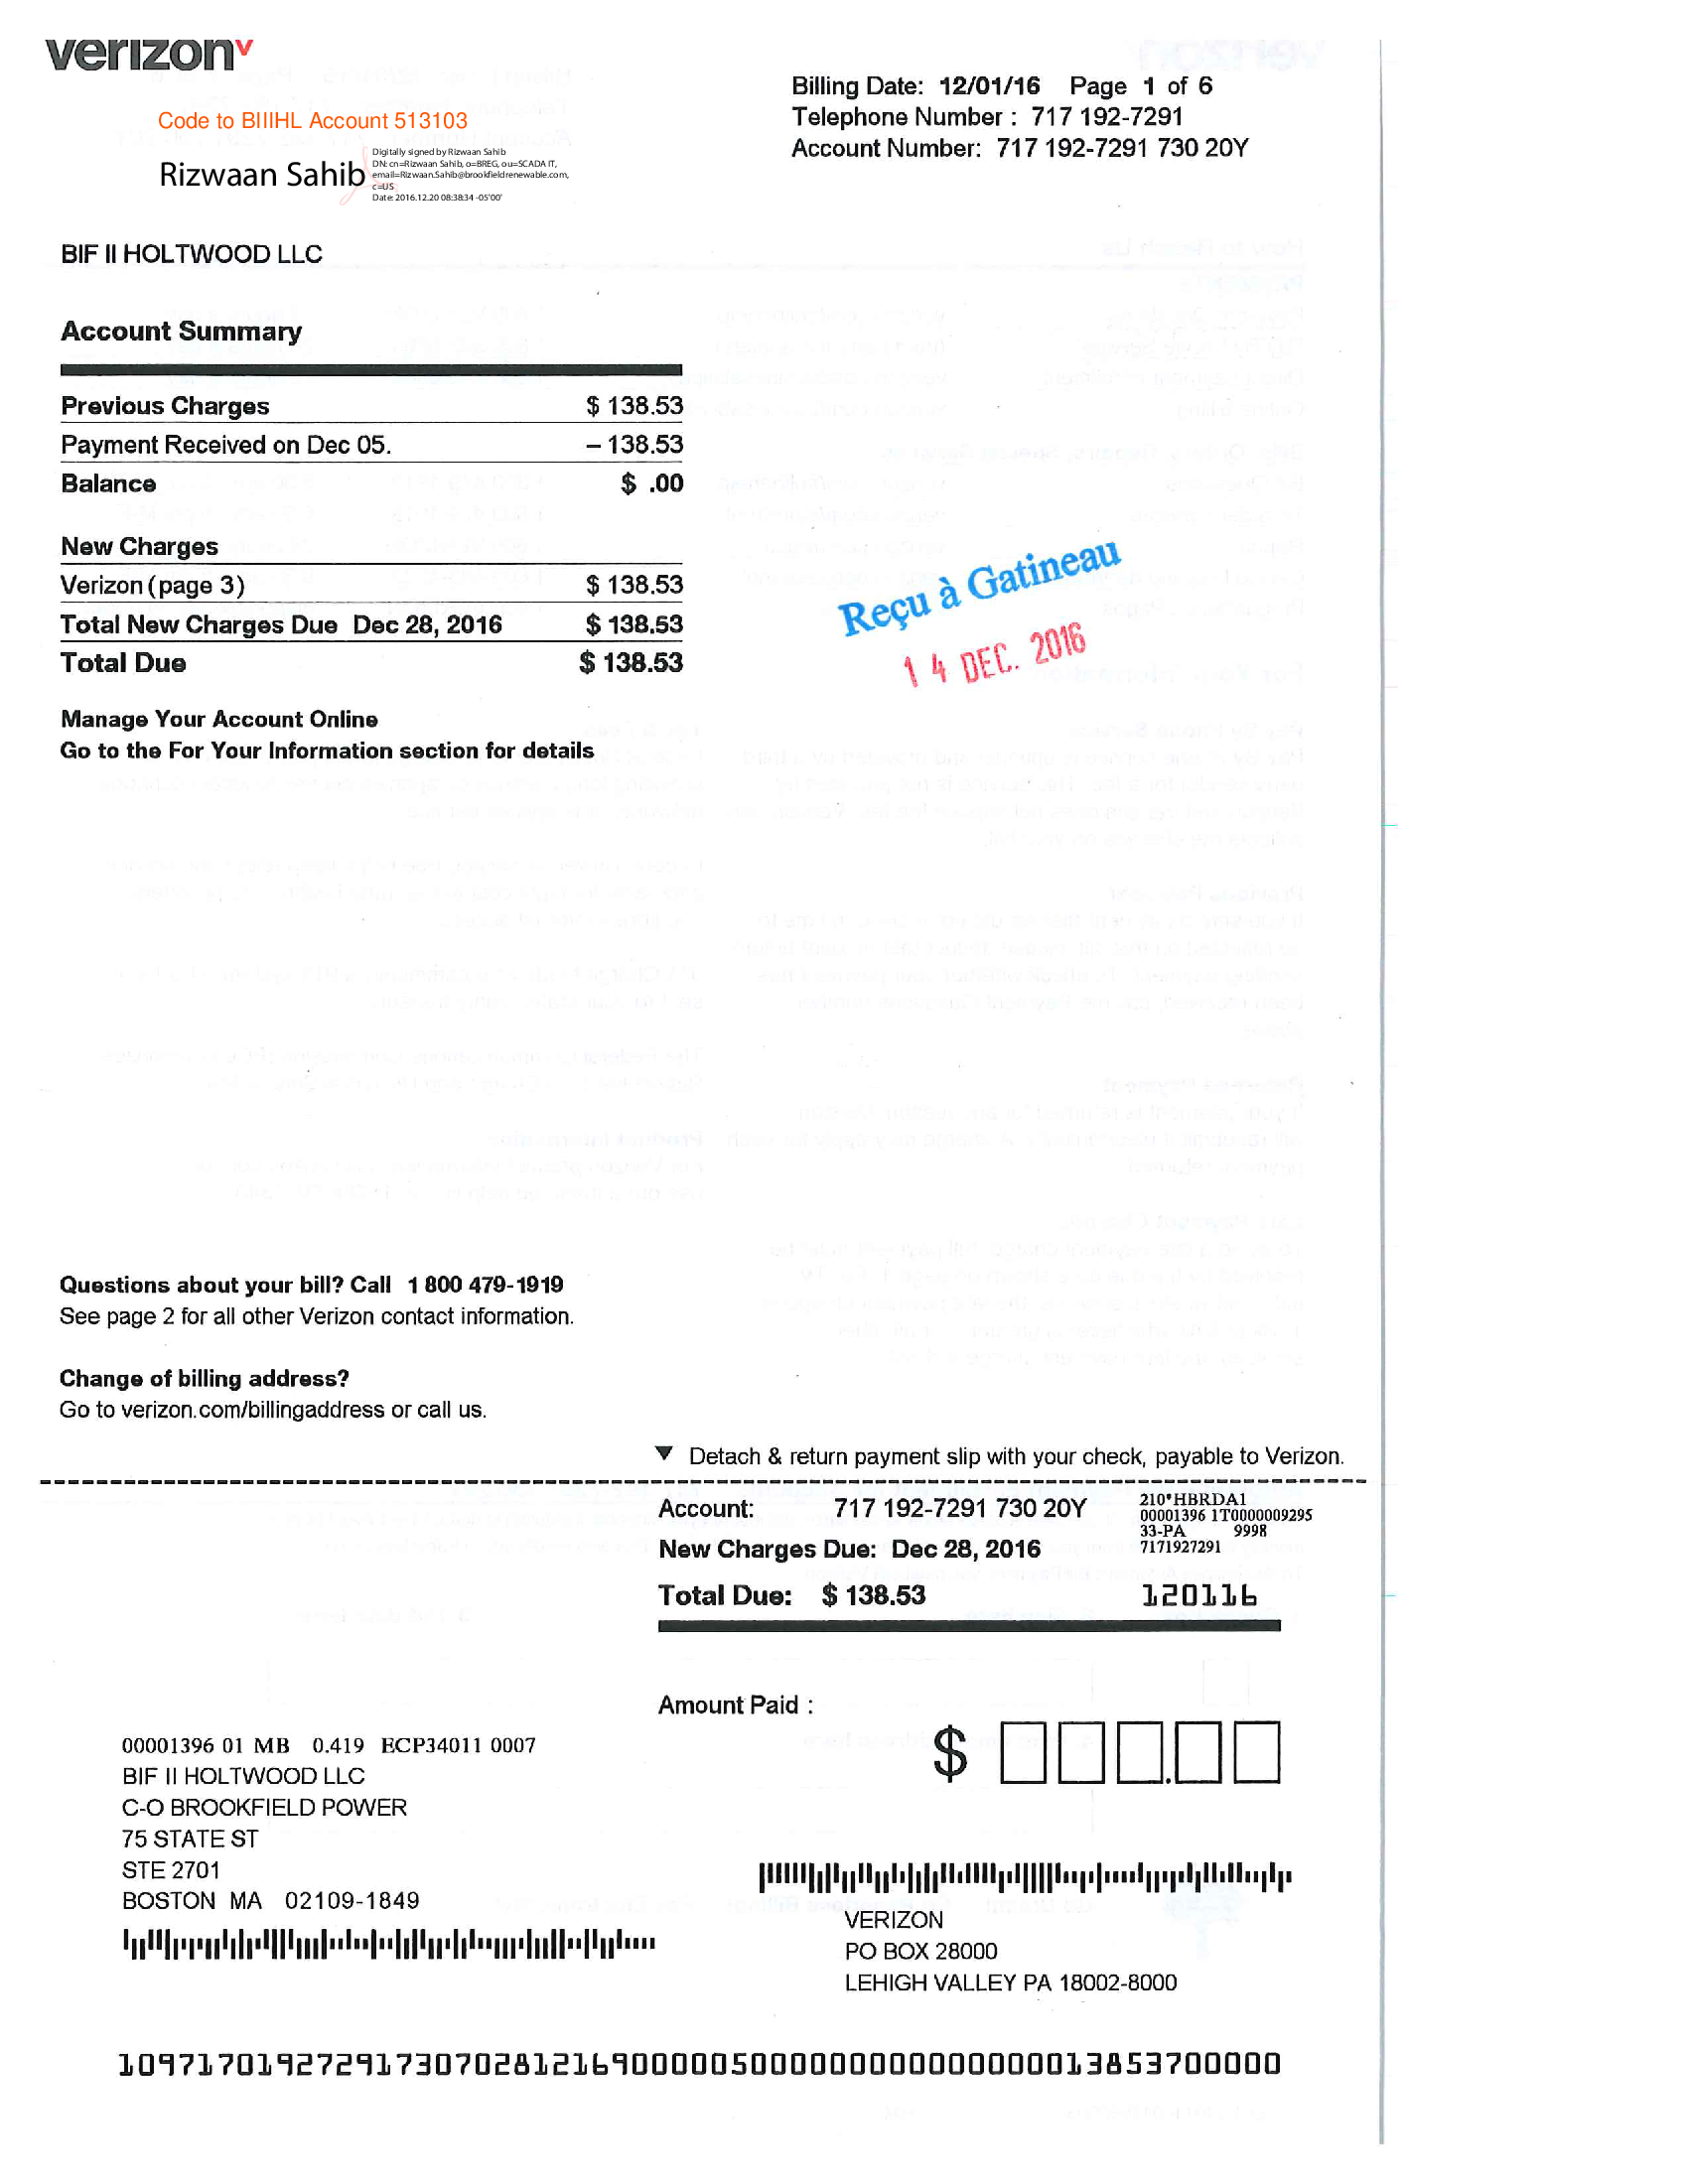 verizon
Billing Date: 12/01/16 Page 1 of 6
Telephone Number : 717 192-7291
Account Number: 717 192-7291 730 20Y
Code to BIIIHL Account 513103
Rizwaan Sahib
Digitally signed by Rizwaan Sahib
DN: cn=Rizwaan Sahib, o=BREG, ou=SCADA IT,
email=Rizwaan.Sahib@brookfieldrenewable.com,
c=US
Date: 2016.12.20 08:38:34 -05'00'
BIF II HOLTWOOD LLC
Account Summary
Previous Charges $ 138.53
Payment Received on Dec 05. – 138.53
Balance $ .00
New Charges
Verizon (page 3) $ 138.53
Total New Charges Due Dec 28, 2016 $ 138.53
Total Due $ 138.53
Reçu à Gatineau
14 DEC. 2016
Manage Your Account Online
Go to the For Your Information section for details
Questions about your bill? Call 1 800 479-1919
See page 2 for all other Verizon contact information.
Change of billing address?
Go to verizon.com/billingaddress or call us.
▼ Detach & return payment slip with your check, payable to Verizon.
Account: 717 192-7291 730 20Y
New Charges Due: Dec 28, 2016
Total Due: $ 138.53
210*HBRDA1
00001396 1T0000009295
33-PA 9998
7171927291
120116
Amount Paid :
$ .
00001396 01 MB 0.419 ECP34011 0007
BIF II HOLTWOOD LLC
C-O BROOKFIELD POWER
75 STATE ST
STE 2701
BOSTON MA 02109-1849
VERIZON
PO BOX 28000
LEHIGH VALLEY PA 18002-8000
1097170192729173070281216900000500000000000000000013853700000